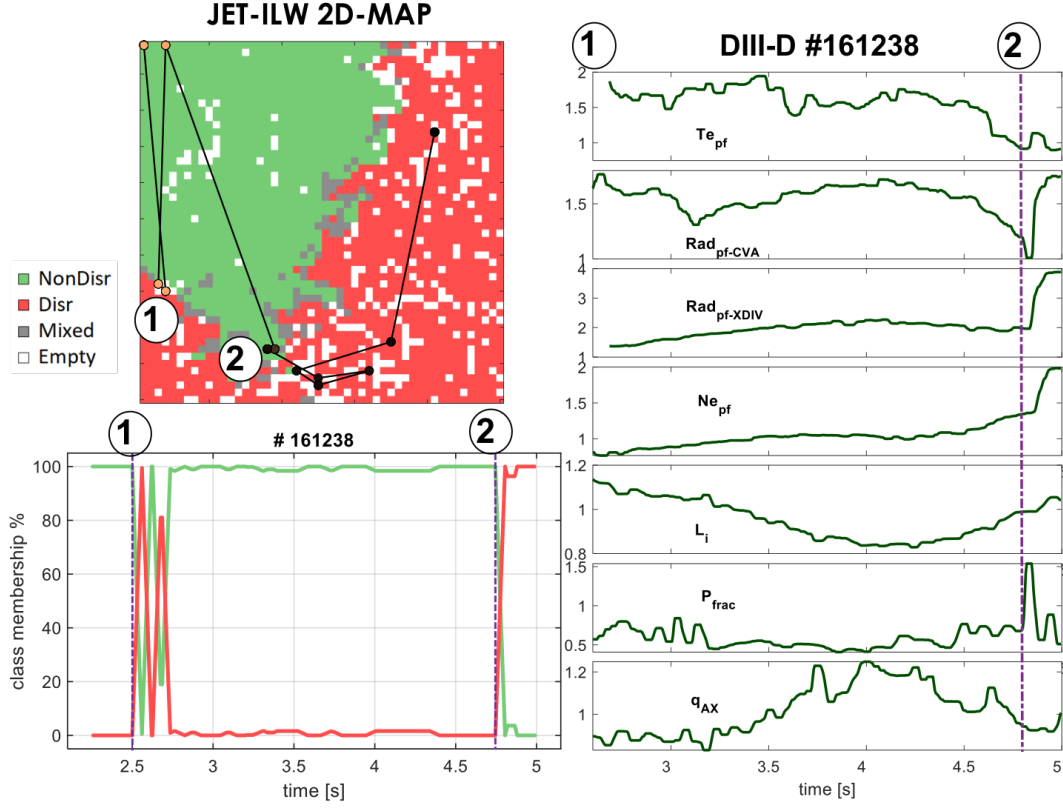 JET-ILW 2D-MAP
NonDisr
Disr
Mixed
Empty
1
2
1
# 161238
2
class membership %
100
80
60
40
20
0
2.5
3
3.5
4
4.5
5
time [s]
1
DIII-D #161238
2
2
1.5
1
Te_pf
1.5
1
Rad_pf-CVA
4
3
2
1
Rad_pf-XDIV
2
1.5
1
Ne_pf
1.2
1
0.8
L_i
1.5
1
0.5
P_frac
1.2
1
q_AX
3
3.5
4
4.5
5
time [s]